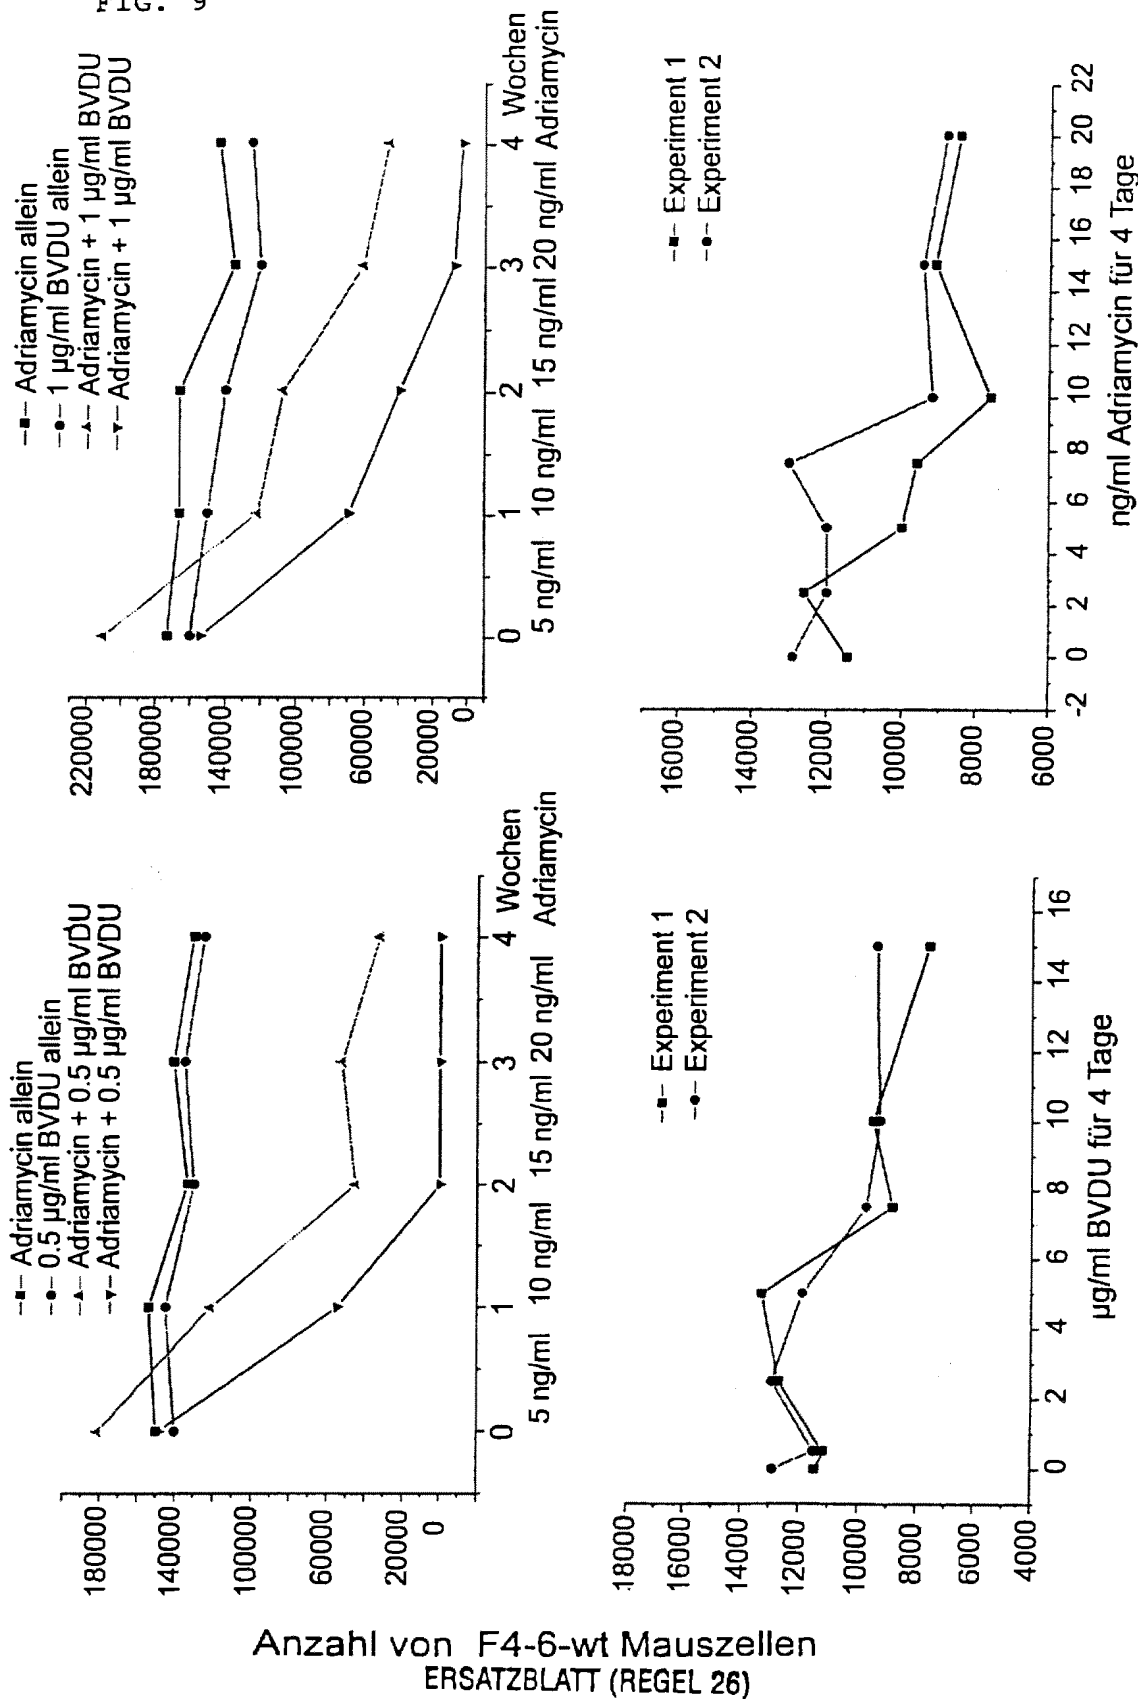 FIG. 9
Adriamycin allein
0.5 µg/ml BVDU allein
Adriamycin + 0.5 µg/ml BVDU
Adriamycin + 0.5 µg/ml BVDU
180000
140000
100000
60000
20000
0
0 1 2 3 4 Wochen
5 ng/ml 10 ng/ml 15 ng/ml 20 ng/ml Adriamycin
Adriamycin allein
1 µg/ml BVDU allein
Adriamycin + 1 µg/ml BVDU
Adriamycin + 1 µg/ml BVDU
220000
180000
140000
100000
60000
20000
0
0 1 2 3 4 Wochen
5 ng/ml 10 ng/ml 15 ng/ml 20 ng/ml Adriamycin
Experiment 1
Experiment 2
18000
16000
14000
12000
10000
8000
6000
4000
0 2 4 6 8 10 12 14 16
µg/ml BVDU für 4 Tage
Experiment 1
Experiment 2
16000
14000
12000
10000
8000
6000
-2 0 2 4 6 8 10 12 14 16 18 20 22
ng/ml Adriamycin für 4 Tage
Anzahl von F4-6-wt Mauszellen
ERSATZBLATT (REGEL 26)